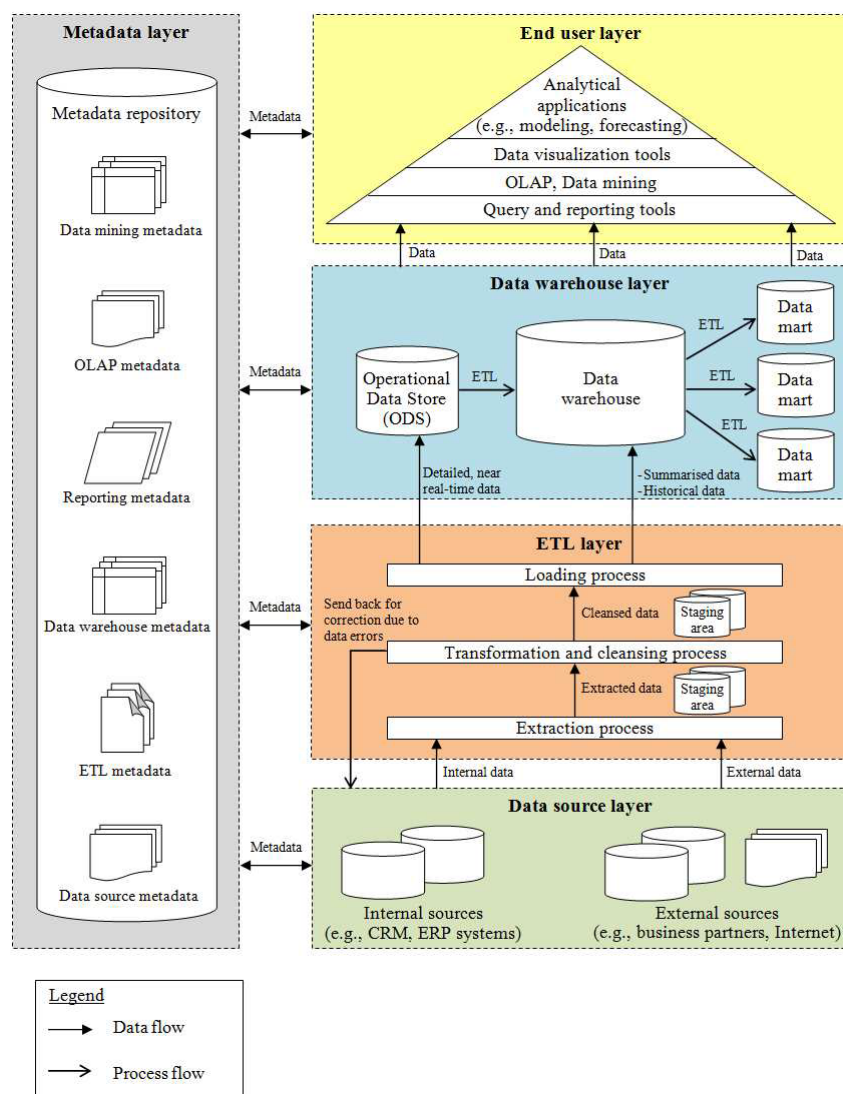 Metadata layer
Metadata repository
Data mining metadata
OLAP metadata
Reporting metadata
Data warehouse metadata
ETL metadata
Data source metadata
Metadata
Metadata
Metadata
Metadata
End user layer
Analytical
applications
(e.g., modeling, forecasting)
Data visualization tools
OLAP, Data mining
Query and reporting tools
Data
Data
Data
Data warehouse layer
Operational
Data Store
(ODS)
ETL
Data
warehouse
ETL
ETL
ETL
Data
mart
Data
mart
Data
mart
Detailed, near
real-time data
- Summarised data
-Historical data
ETL layer
Loading process
Send back for
correction due to
data errors
Cleansed data
Staging
area
Transformation and cleansing process
Extracted data
Staging
area
Extraction process
Internal data
External data
Data source layer
Internal sources
(e.g., CRM, ERP systems)
External sources
(e.g., business partners, Internet)
Legend
Data flow
Process flow